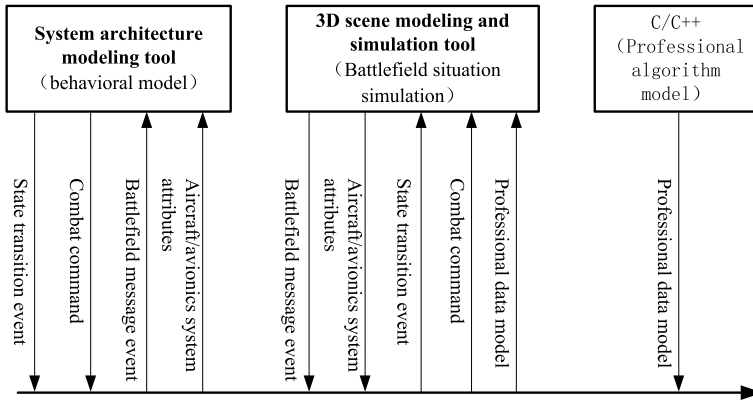 System architecture
modeling tool
（behavioral model）
3D scene modeling and
simulation tool
（Battlefield situation
simulation）
C/C++
（Professional
algorithm
model）
State transition event
Combat command
Battlefield message event
Aircraft/avionics system
attributes
Battlefield message event
Aircraft/avionics system
attributes
State transition event
Combat command
Professional data model
Professional data model